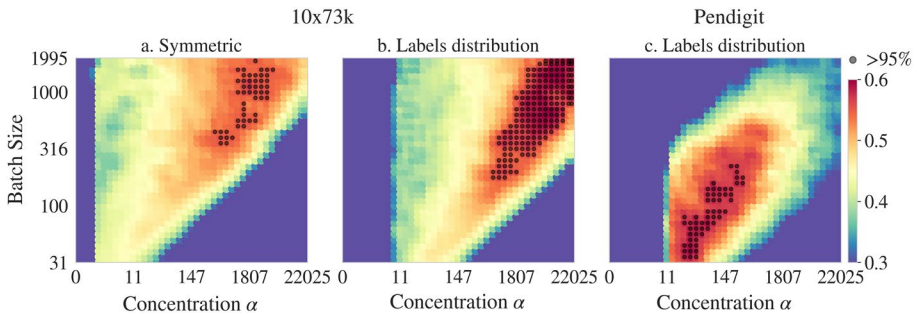 10x73k
Pendigit
a. Symmetric
b. Labels distribution
c. Labels distribution
>95%
Batch Size
1995
1000
316
100
31
0 11 147 1807 22025
0 11 147 1807 22025
0 11 147 1807 22025
Concentration α
Concentration α
Concentration α
0.6
0.5
0.4
0.3